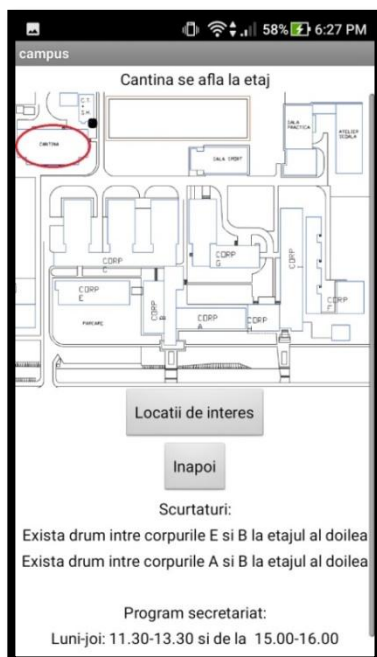 58% 6:27 PM
campus
Cantina se afla la etaj
C.T.
S.H.
CANTINA
SALA PRACTICA
ATELIER SCOALA
SALA SPORT
CORP
C
CORP
G
CORP
E
CORP
CORP
CORP
A
CORP
CORP
F
PARCARE
Locatii de interes
Inapoi
Scurtaturi:
Exista drum intre corpurile E si B la etajul al doilea
Exista drum intre corpurile A si B la etajul al doilea
Program secretariat:
Luni-joi: 11.30-13.30 si de la 15.00-16.00